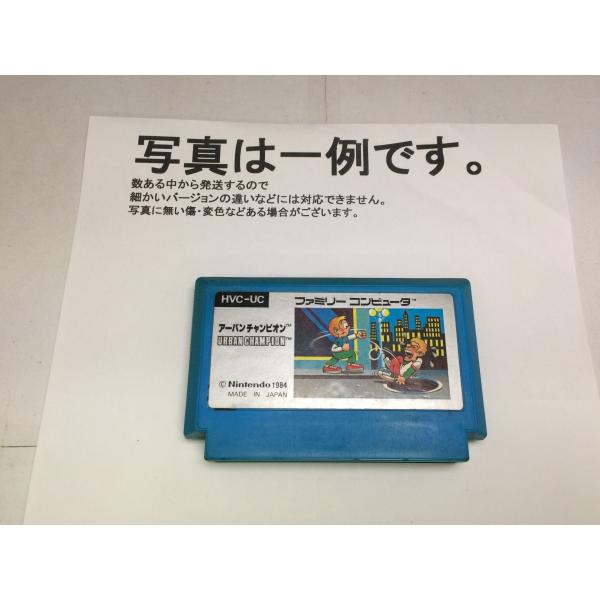 写真は一例です。
数ある中から発送するので
細かいバージョンの違いなどには対応できません。
写真に無い傷・変色などある場合がございます。
HVC-UC
ファミリー コンピュータ™
アーバンチャンピオン™
URBAN CHAMPION™
© Nintendo 1984
MADE IN JAPAN